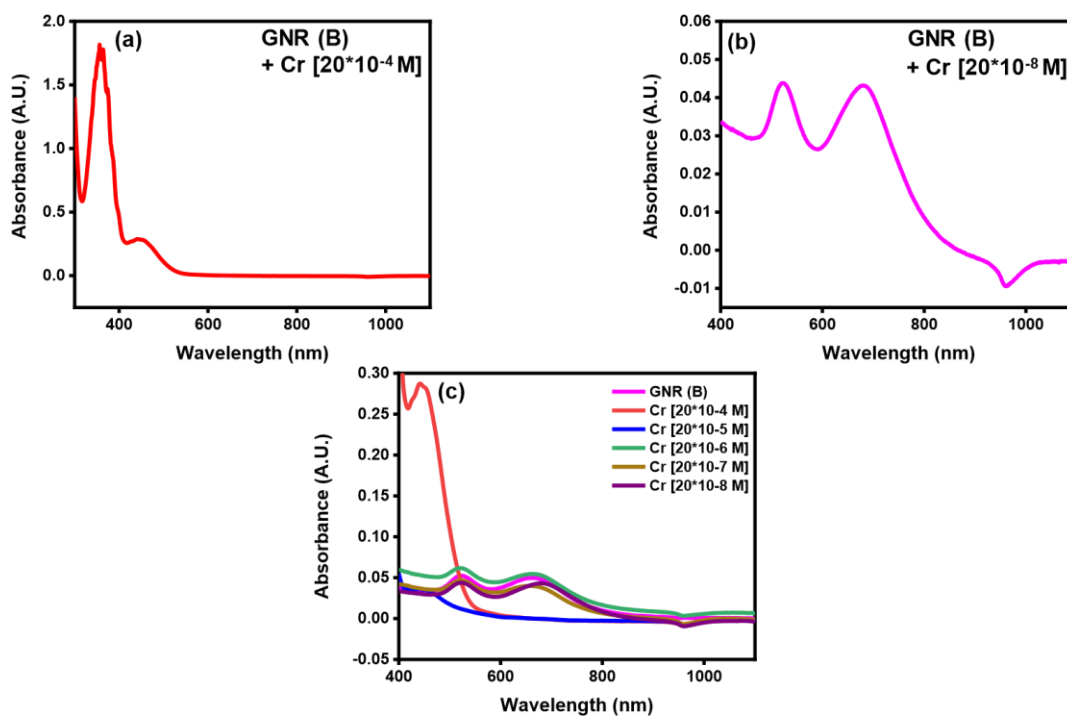 (a)
GNR (B)
+ Cr [20*10-4 M]
2.0
1.5
1.0
0.5
0.0
Absorbance (A.U.)
400 600 800 1000
Wavelength (nm)
(b)
GNR (B)
+ Cr [20*10-8 M]
0.06
0.05
0.04
0.03
0.02
0.01
0.00
-0.01
Absorbance (A.U.)
400 600 800 1000
Wavelength (nm)
(c)
GNR (B)
Cr [20*10-4 M]
Cr [20*10-5 M]
Cr [20*10-6 M]
Cr [20*10-7 M]
Cr [20*10-8 M]
0.30
0.25
0.20
0.15
0.10
0.05
0.00
-0.05
Absorbance (A.U.)
400 600 800 1000
Wavelength (nm)